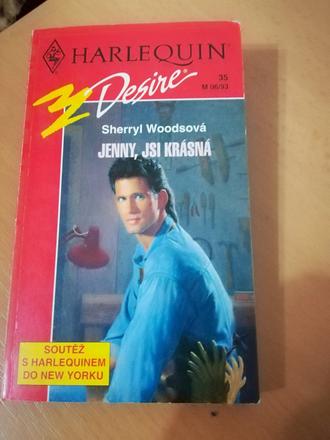 HARLEQUIN
Desire
35
M 06/93
Sherryl Woodsová
JENNY, JSI KRÁSNÁ
SOUTĚŽ
S HARLEQUINEM
DO NEW YORKU